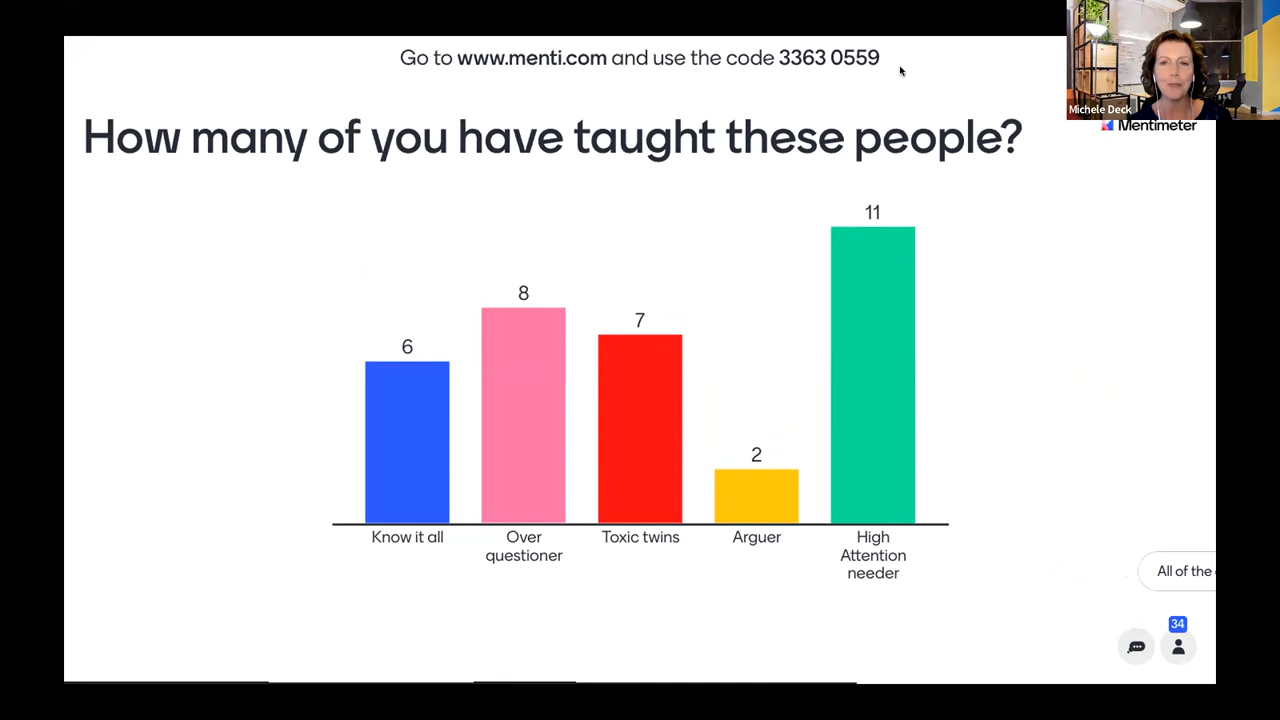 Go to www.menti.com and use the code 3363 0559
Michele Deck
Mentimeter
How many of you have taught these people?
11
8
7
6
2
Know it all
Over
questioner
Toxic twins
Arguer
High
Attention
needer
All of the
34